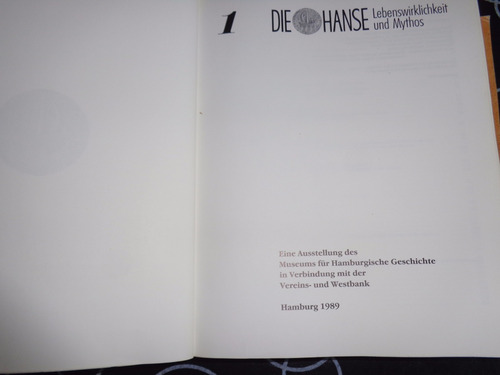 1
DIE HANSE Lebenswirklichkeit
und Mythos
Eine Ausstellung des
Museums für Hamburgische Geschichte
in Verbindung mit der
Vereins- und Westbank
Hamburg 1989